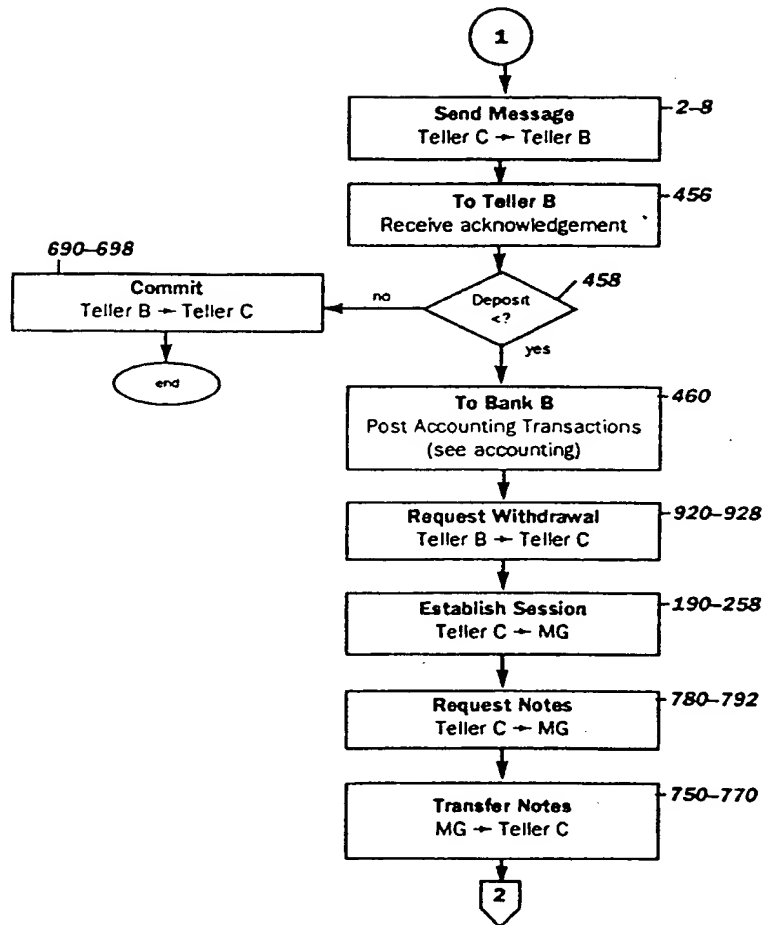 1
Send Message
Teller C → Teller B
2–8
To Teller B
Receive acknowledgement
456
690–698
Commit
Teller B → Teller C
no
Deposit
<?
458
end
yes
To Bank B
Post Accounting Transactions
(see accounting)
460
Request Withdrawal
Teller B → Teller C
920–928
Establish Session
Teller C → MG
190–258
Request Notes
Teller C → MG
780–792
Transfer Notes
MG → Teller C
750–770
2